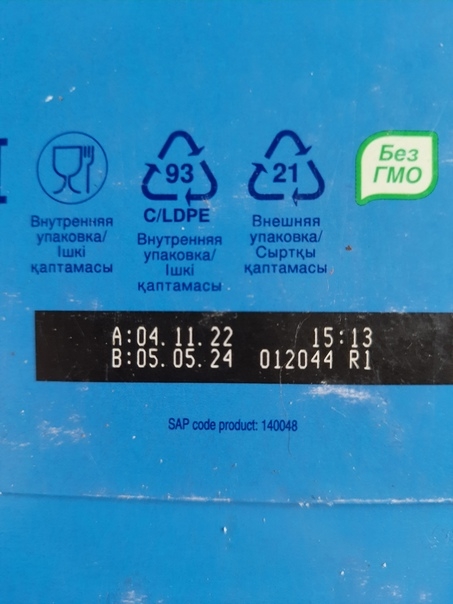 Без
ГМО
93
21
C/LDPE
Внутренняя
упаковка/
Ішкі
қаптамасы
Внутренняя
упаковка/
Ішкі
қаптамасы
Внешняя
упаковка/
Сыртқы
қаптамасы
A:04.11.22 15:13
B:05.05.24 012044 R1
SAP code product: 140048